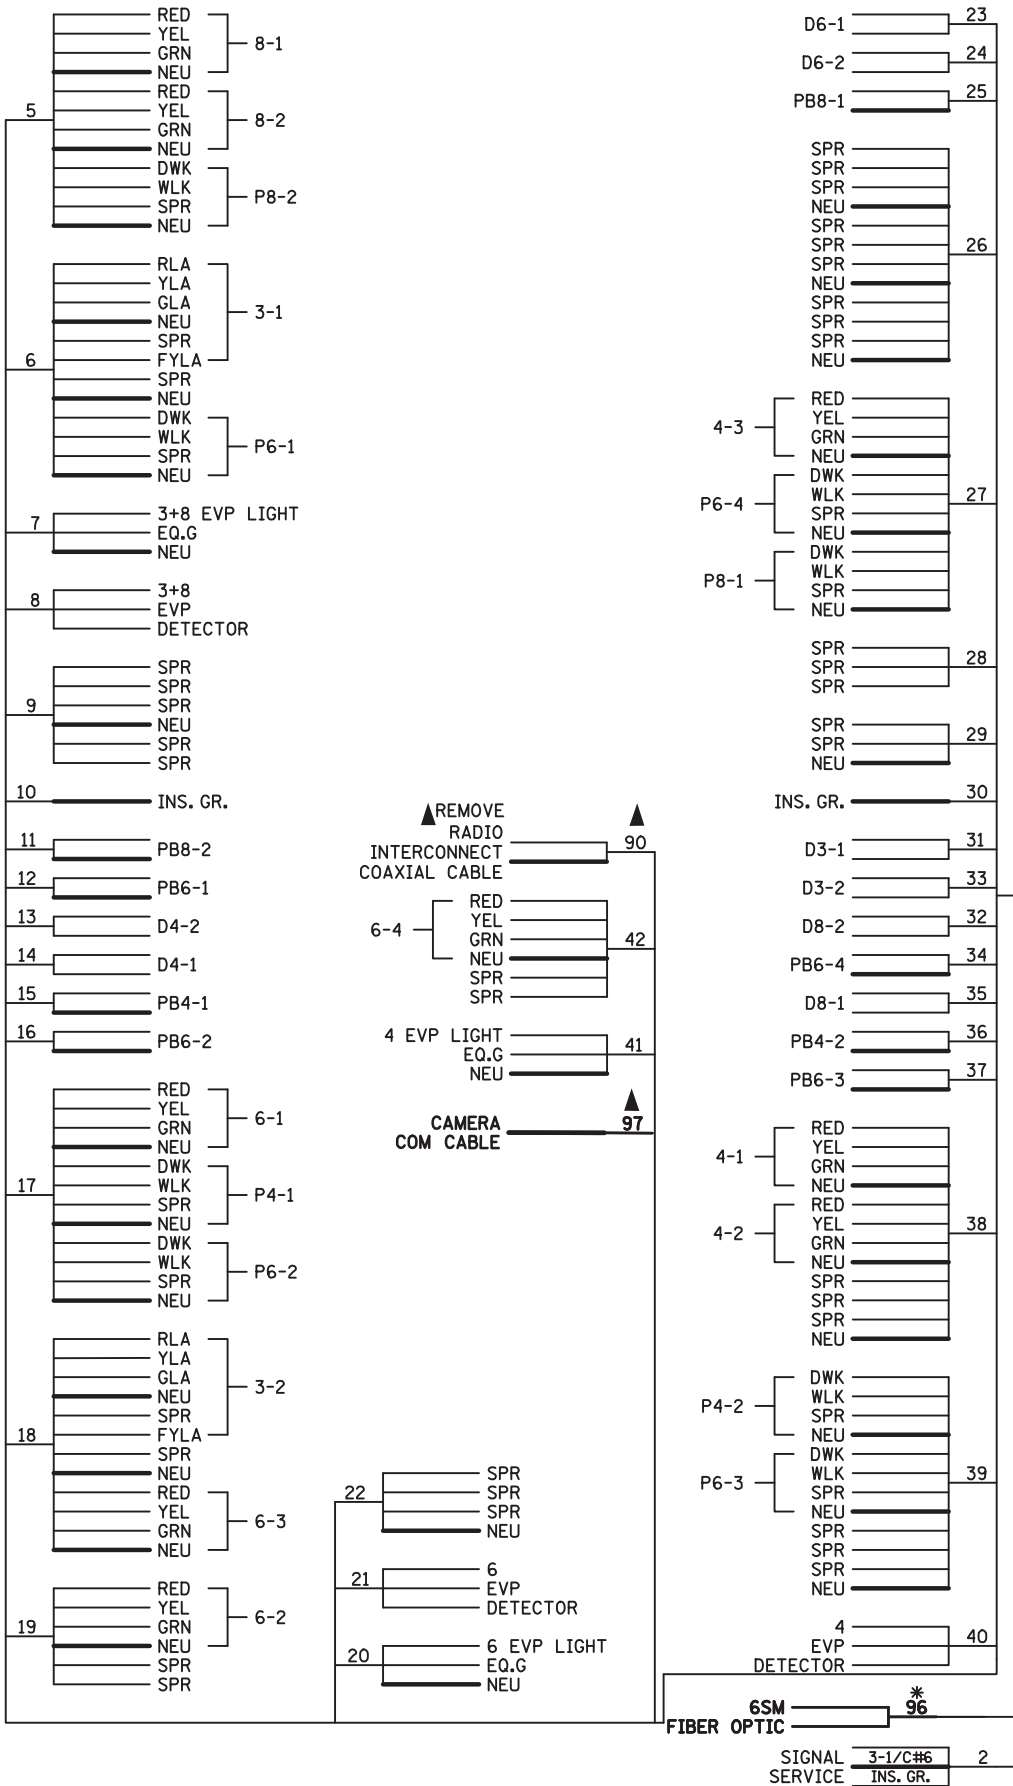 5
RED
YEL
GRN
NEU
8-1
RED
YEL
GRN
NEU
8-2
DWK
WLK
SPR
NEU
P8-2
6
RLA
YLA
GLA
NEU
SPR
FYLA
3-1
SPR
NEU
DWK
WLK
SPR
NEU
P6-1
7
3+8 EVP LIGHT
EQ.G
NEU
8
3+8
EVP
DETECTOR
9
SPR
SPR
SPR
NEU
SPR
SPR
10 INS. GR.
11 PB8-2
12 PB6-1
13 D4-2
14 D4-1
15 PB4-1
16 PB6-2
17
RED
YEL
GRN
NEU
6-1
DWK
WLK
SPR
NEU
P4-1
DWK
WLK
SPR
NEU
P6-2
18
RLA
YLA
GLA
NEU
SPR
FYLA
3-2
SPR
NEU
RED
YEL
GRN
NEU
6-3
19
RED
YEL
GRN
NEU
6-2
SPR
SPR
▲REMOVE
RADIO
INTERCONNECT
COAXIAL CABLE
▲
90
6-4
RED
YEL
GRN
NEU
SPR
SPR
42
4 EVP LIGHT
EQ.G
NEU
41
CAMERA
COM CABLE
▲
97
22
SPR
SPR
SPR
NEU
21
6
EVP
DETECTOR
20
6 EVP LIGHT
EQ.G
NEU
D6-1 23
D6-2 24
PB8-1 25
SPR
SPR
SPR
NEU
SPR
SPR
SPR
NEU
SPR
SPR
SPR
NEU
26
4-3
RED
YEL
GRN
NEU
P6-4
DWK
WLK
SPR
NEU
P8-1
DWK
WLK
SPR
NEU
27
SPR
SPR
SPR
28
SPR
SPR
NEU
29
INS. GR. 30
D3-1 31
D3-2 33
D8-2 32
PB6-4 34
D8-1 35
PB4-2 36
PB6-3 37
4-1
RED
YEL
GRN
NEU
4-2
RED
YEL
GRN
NEU
SPR
SPR
SPR
NEU
38
P4-2
DWK
WLK
SPR
NEU
P6-3
DWK
WLK
SPR
NEU
SPR
SPR
SPR
NEU
39
4
EVP
DETECTOR
40
6SM
FIBER OPTIC
*
96
SIGNAL
SERVICE
3-1/C#6
INS. GR.
2